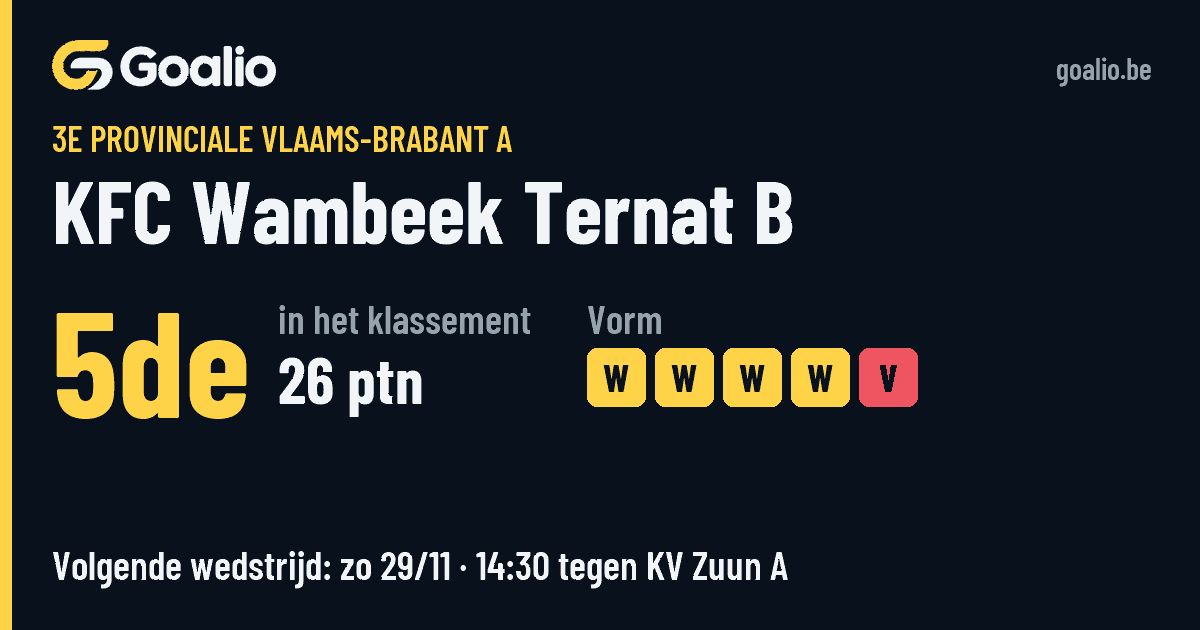 Goalio
goalio.be
3E PROVINCIALE VLAAMS-BRABANT A
KFC Wambeek Ternat B
5de
in het klassement
26 ptn
Vorm
W W W W V
Volgende wedstrijd: zo 29/11 · 14:30 tegen KV Zuun A